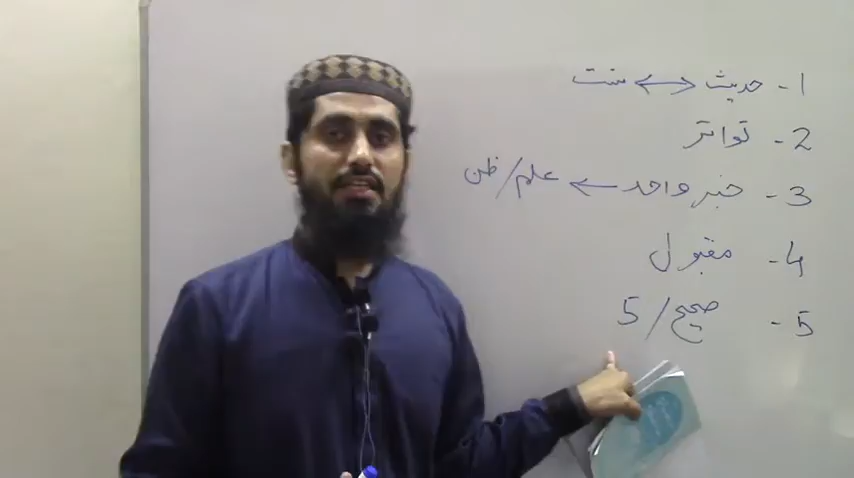 1- حدیث ↔ سنت
2- تواتر
3- خبر واحد ← علم/ظن
4- مقبول
5- صحیح/5